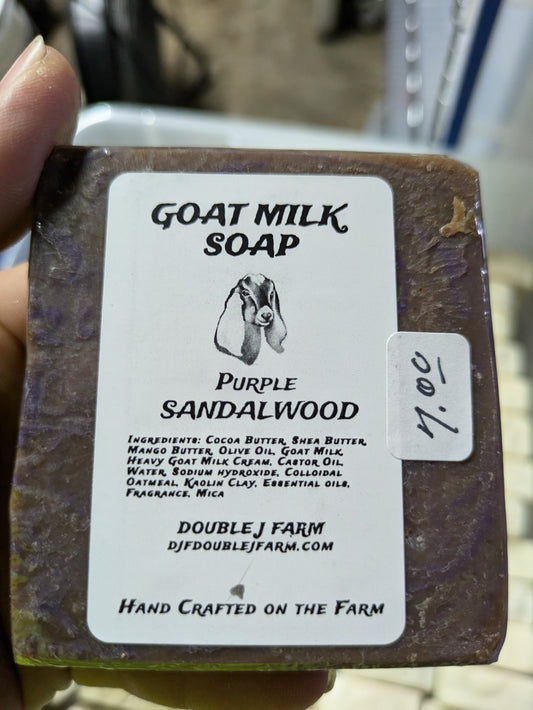 GOAT MILK
SOAP
PURPLE
SANDALWOOD
INGREDIENTS: COCOA BUTTER, SHEA BUTTER,
MANGO BUTTER, OLIVE OIL, GOAT MILK,
HEAVY GOAT MILK CREAM, CASTOR OIL,
WATER, SODIUM HYDROXIDE, COLLOIDAL
OATMEAL, KAOLIN CLAY, ESSENTIAL OILS,
FRAGRANCE, MICA
DOUBLE J FARM
DJFDOUBLEJFARM.COM
HAND CRAFTED ON THE FARM
7.00